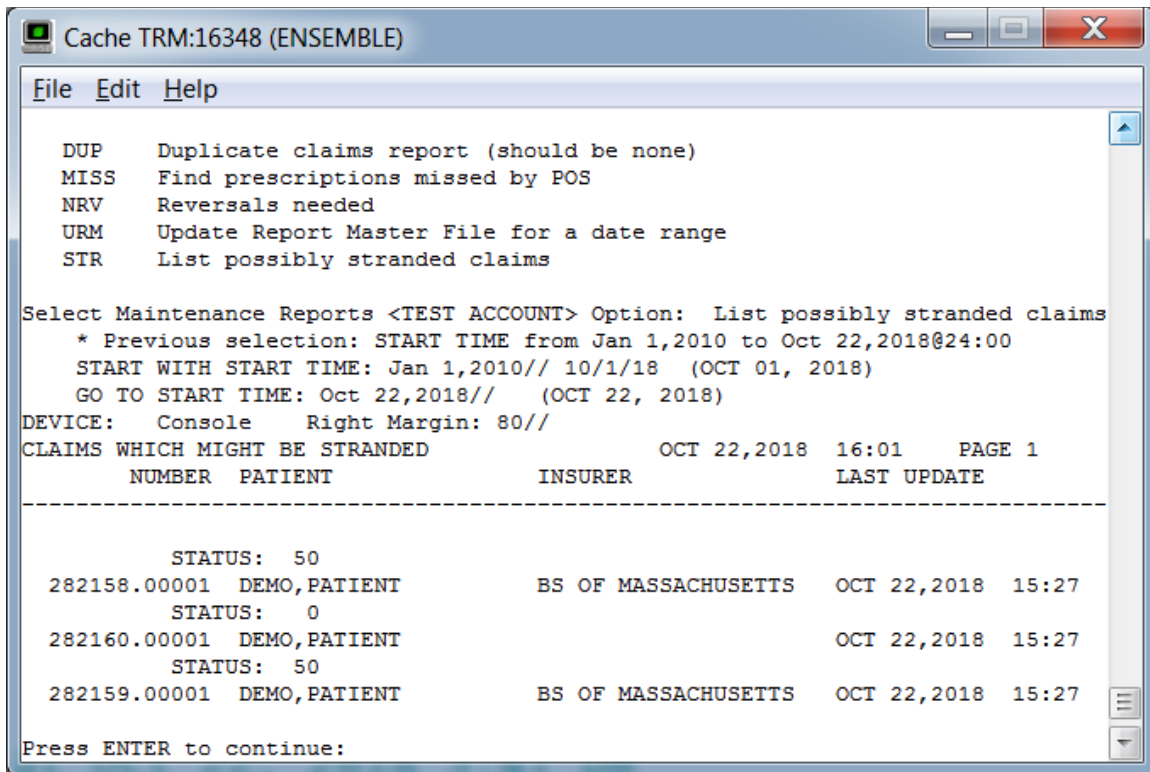 Cache TRM:16348 (ENSEMBLE)
File Edit Help
DUP Duplicate claims report (should be none)
MISS Find prescriptions missed by POS
NRV Reversals needed
URM Update Report Master File for a date range
STR List possibly stranded claims
Select Maintenance Reports <TEST ACCOUNT> Option: List possibly stranded claims
* Previous selection: START TIME from Jan 1,2010 to Oct 22,2018@24:00
START WITH START TIME: Jan 1,2010// 10/1/18 (OCT 01, 2018)
GO TO START TIME: Oct 22,2018// (OCT 22, 2018)
DEVICE: Console Right Margin: 80//
CLAIMS WHICH MIGHT BE STRANDED OCT 22,2018 16:01 PAGE 1
NUMBER PATIENT INSURER LAST UPDATE
--------------------------------------------------------------------------------
STATUS: 50
282158.00001 DEMO,PATIENT BS OF MASSACHUSETTS OCT 22,2018 15:27
STATUS: 0
282160.00001 DEMO,PATIENT OCT 22,2018 15:27
STATUS: 50
282159.00001 DEMO,PATIENT BS OF MASSACHUSETTS OCT 22,2018 15:27
Press ENTER to continue: